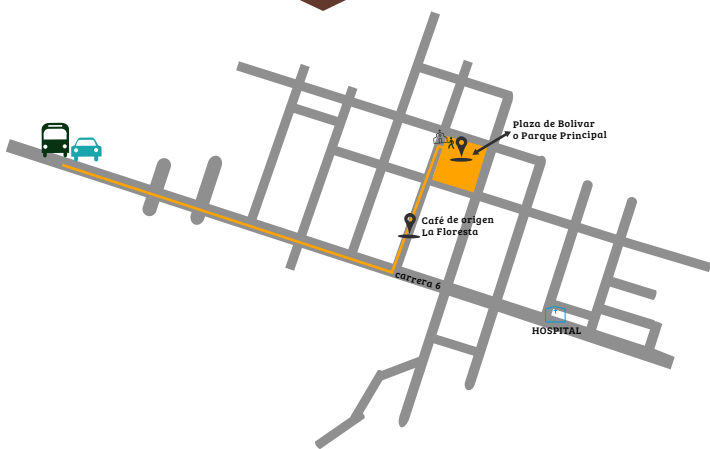 Plaza de Bolivar
o Parque Principal
Café de origen
La Floresta
carrera 6
HOSPITAL